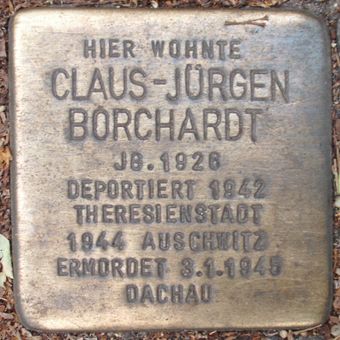 HIER WOHNTE
CLAUS-JÜRGEN
BORCHARDT
JG.1926
DEPORTIERT 1942
THERESIENSTADT
1944 AUSCHWITZ
ERMORDET 3.1.1945
DACHAU